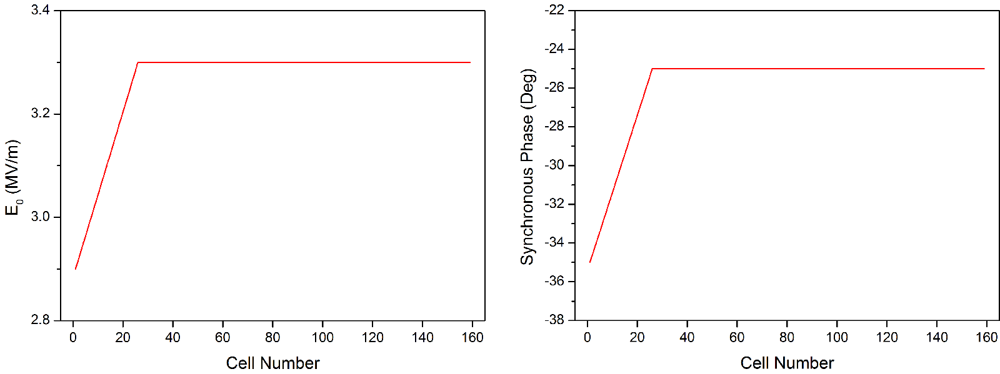 3.4
3.2
3.0
2.8
E0 (MV/m)
0 20 40 60 80 100 120 140 160
Cell Number
-22
-24
-26
-28
-30
-32
-34
-36
-38
Synchronous Phase (Deg)
0 20 40 60 80 100 120 140 160
Cell Number